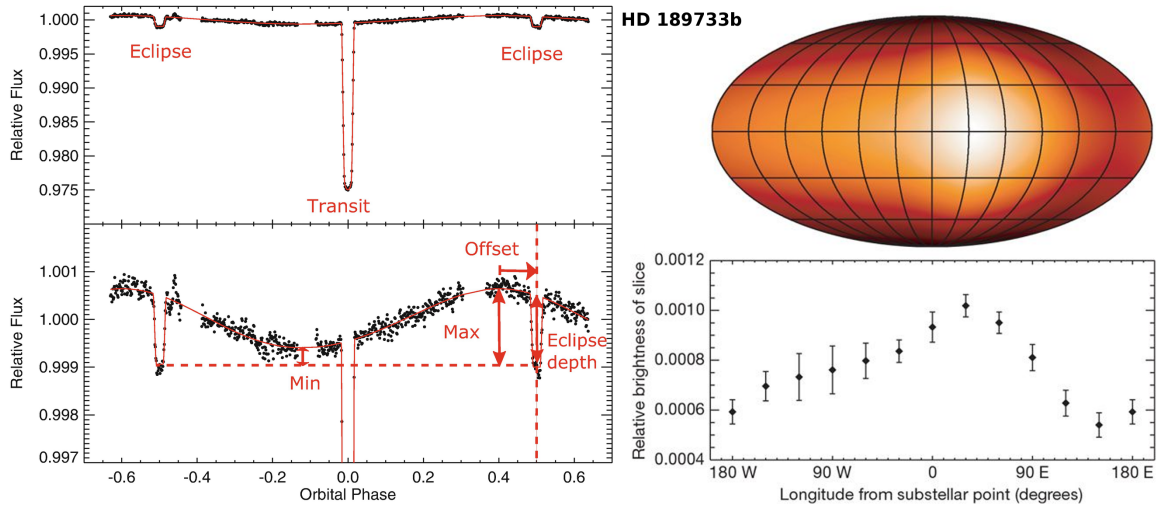 1.000
0.995
0.990
0.985
0.980
0.975
Relative Flux
Eclipse
Eclipse
Transit
1.001
1.000
0.999
0.998
0.997
Relative Flux
Offset
Max
Min
Eclipse
depth
-0.6 -0.4 -0.2 0.0 0.2 0.4 0.6
Orbital Phase
HD 189733b
0.0012
0.0010
0.0008
0.0006
0.0004
Relative brightness of slice
180 W 90 W 0 90 E 180 E
Longitude from substellar point (degrees)